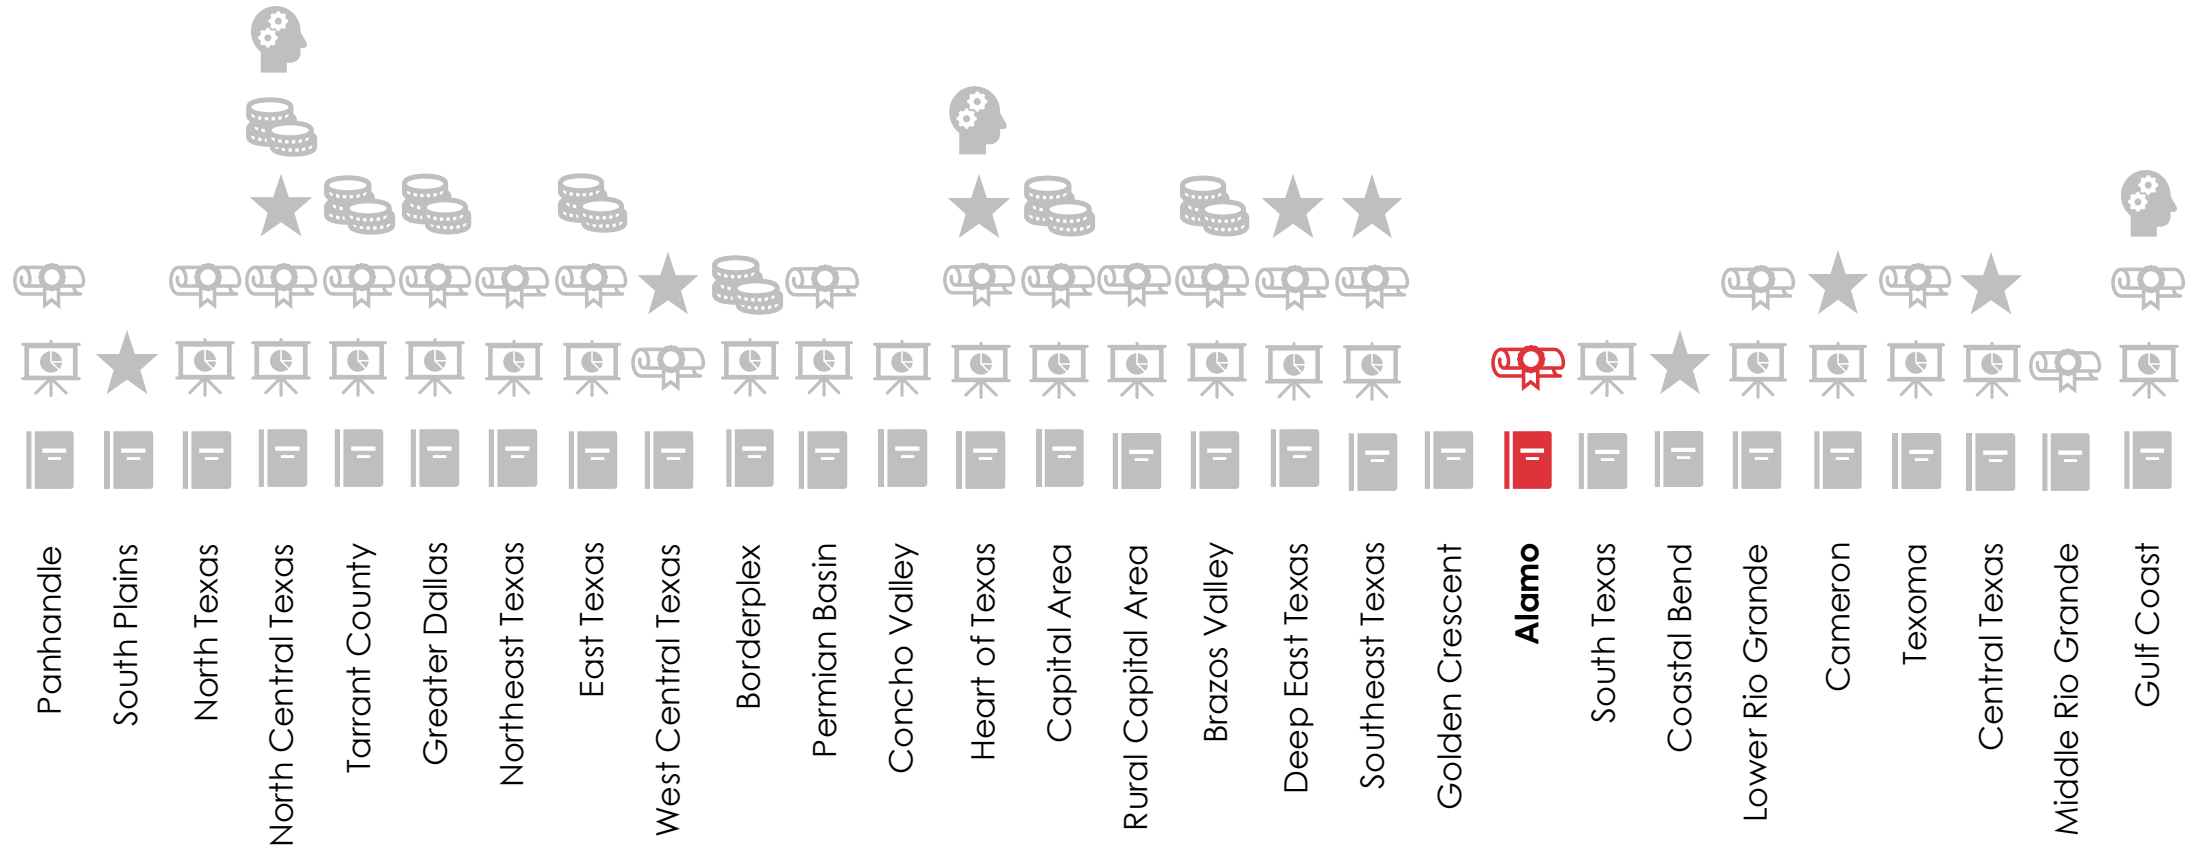 Panhandle
South Plains
North Texas
North Central Texas
Tarrant County
Greater Dallas
Northeast Texas
East Texas
West Central Texas
Borderplex
Permian Basin
Concho Valley
Heart of Texas
Capital Area
Rural Capital Area
Brazos Valley
Deep East Texas
Southeast Texas
Golden Crescent
Alamo
South Texas
Coastal Bend
Lower Rio Grande
Cameron
Texoma
Central Texas
Middle Rio Grande
Gulf Coast